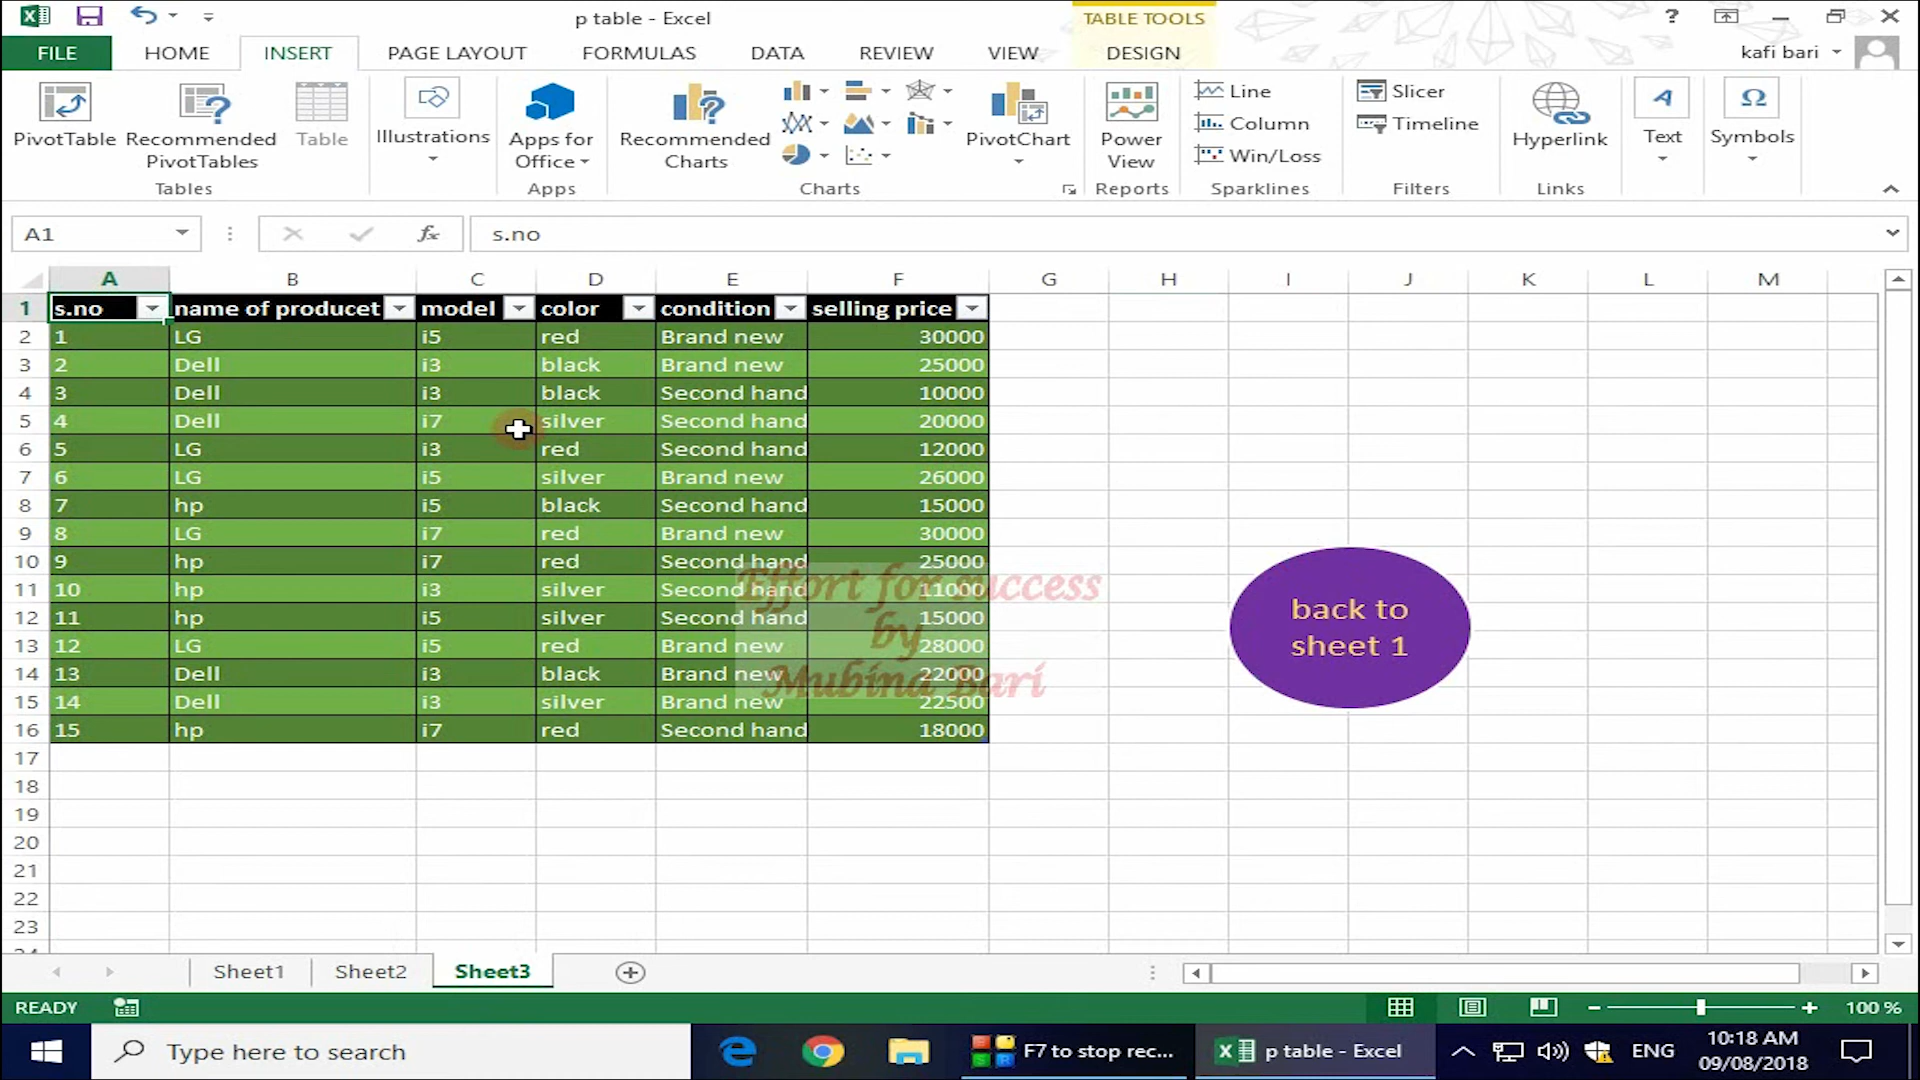 p table - Excel
TABLE TOOLS
?
FILE
HOME
INSERT
PAGE LAYOUT
FORMULAS
DATA
REVIEW
VIEW
DESIGN
kafi bari
PivotTable
Recommended PivotTables
Table
Illustrations
Apps for Office
Recommended Charts
PivotChart
Power View
Line
Column
Win/Loss
Slicer
Timeline
Hyperlink
Text
Symbols
Tables
Apps
Charts
Reports
Sparklines
Filters
Links
A1
fx
s.no
A B C D E F G H I J K L M
1 s.no name of producet model color condition selling price
2 1 LG i5 red Brand new 30000
3 2 Dell i3 black Brand new 25000
4 3 Dell i3 black Second hand 10000
5 4 Dell i7 silver Second hand 20000
6 5 LG i3 red Second hand 12000
7 6 LG i5 silver Brand new 26000
8 7 hp i5 black Second hand 15000
9 8 LG i7 red Brand new 30000
10 9 hp i7 red Second hand 25000
11 10 hp i3 silver Second hand 11000
12 11 hp i5 silver Second hand 15000
13 12 LG i5 red Brand new 28000
14 13 Dell i3 black Brand new 22000
15 14 Dell i3 silver Brand new 22500
16 15 hp i7 red Second hand 18000
17
18
19
20
21
22
23
Effort for success
by
Mubina Bari
back to
sheet 1
Sheet1
Sheet2
Sheet3
READY
100 %
Type here to search
F7 to stop rec...
p table - Excel
ENG
10:18 AM
09/08/2018